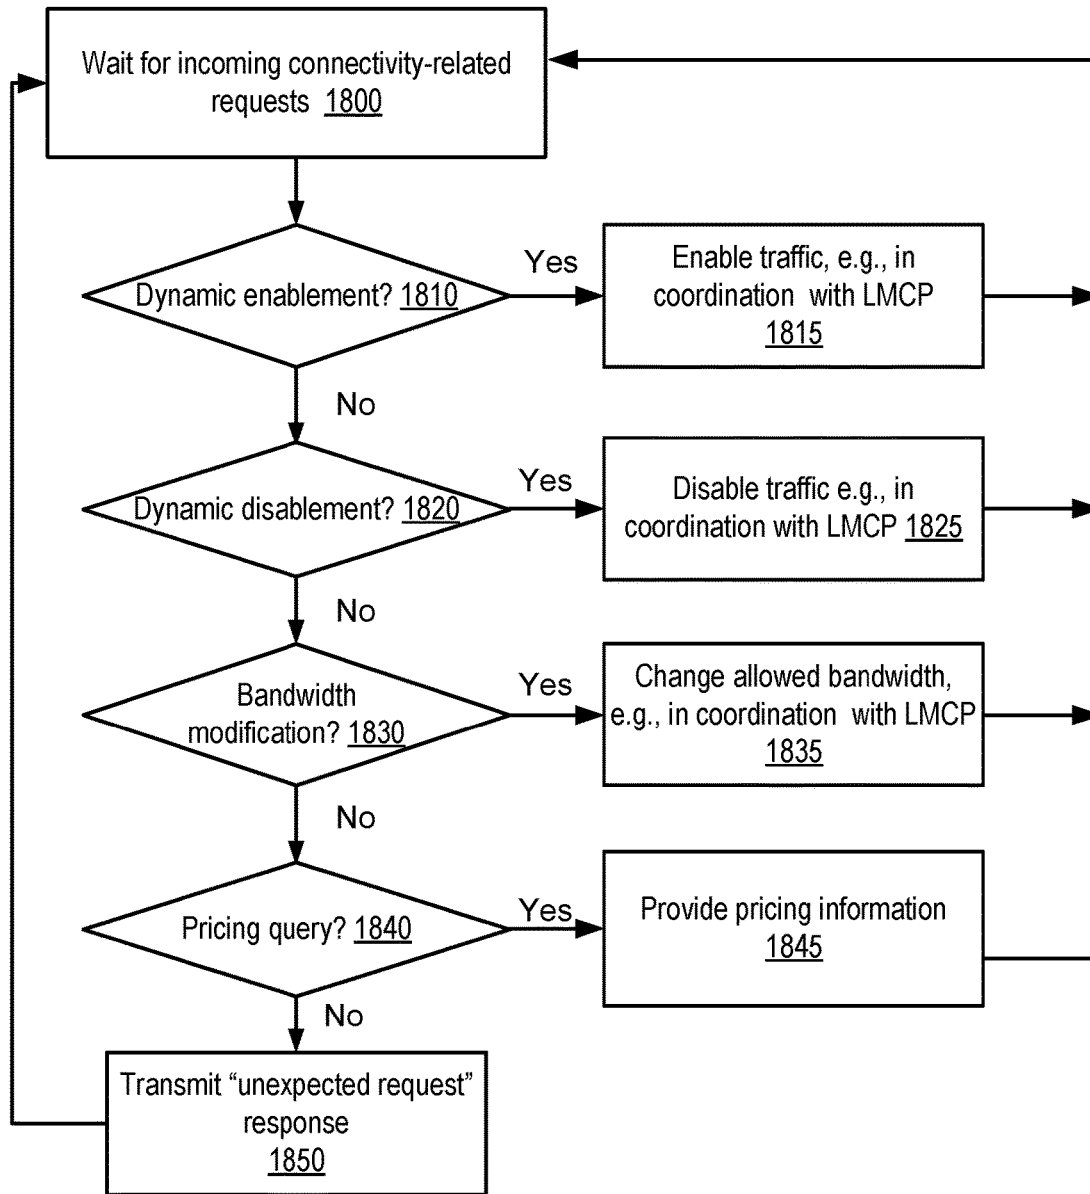 Wait for incoming connectivity-related
requests 1800
Dynamic enablement? 1810
Yes
Enable traffic, e.g., in
coordination with LMCP
1815
No
Dynamic disablement? 1820
Yes
Disable traffic e.g., in
coordination with LMCP 1825
No
Bandwidth
modification? 1830
Yes
Change allowed bandwidth,
e.g., in coordination with LMCP
1835
No
Pricing query? 1840
Yes
Provide pricing information
1845
No
Transmit “unexpected request”
response
1850